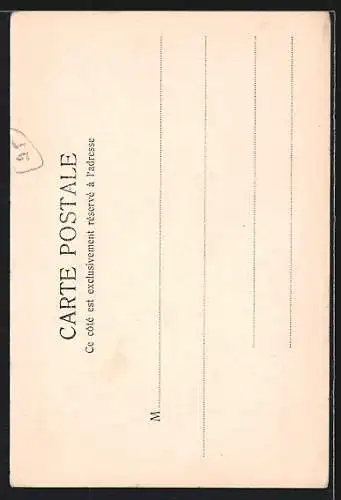 CARTE POSTALE
Ce côté est exclusivement réservé à l'adresse
M